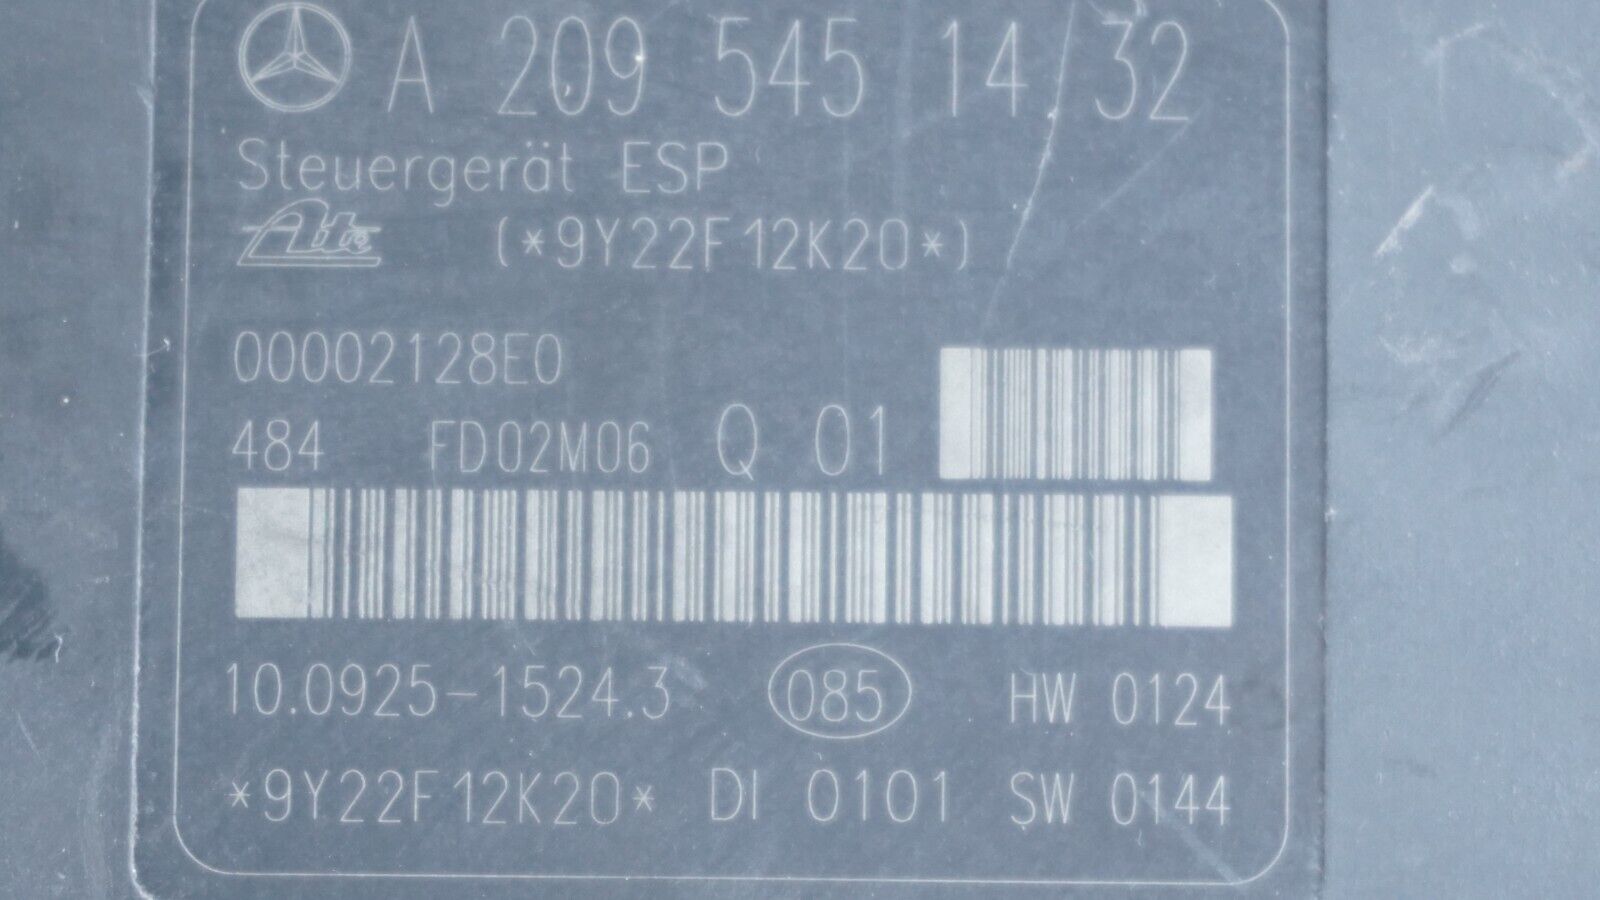 A 209 545 14 32
Steuergerät ESP
Ate (*9Y22F12K20*)
00002128E0
484 FD02M06 Q 01
10.0925-1524.3 085 HW 0124
*9Y22F12K20* DI 0101 SW 0144